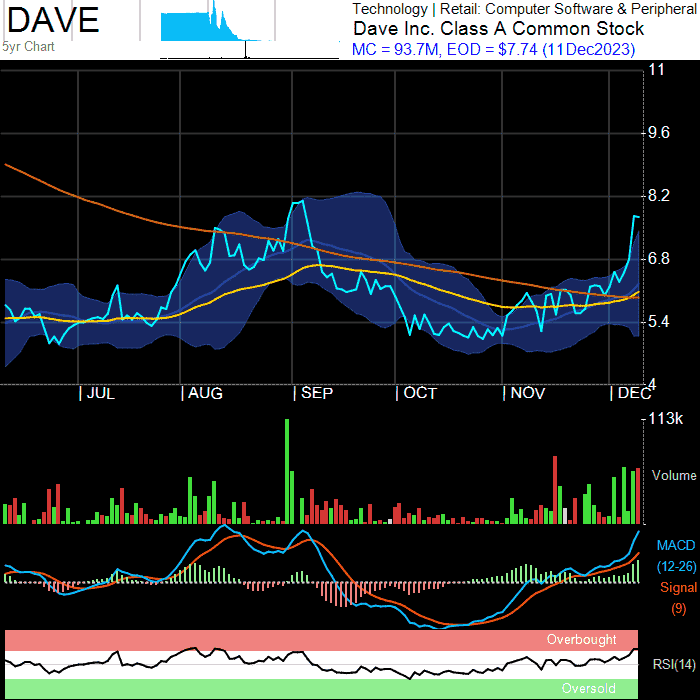 DAVE
5yr Chart
Technology | Retail: Computer Software & Peripheral
Dave Inc. Class A Common Stock
MC = 93.7M, EOD = $7.74 (11Dec2023)
11
9.6
8.2
6.8
5.4
4
| JUL | AUG | SEP | OCT | NOV | DEC
113k
Volume
MACD
(12-26)
Signal
(9)
Overbought
RSI(14)
Oversold